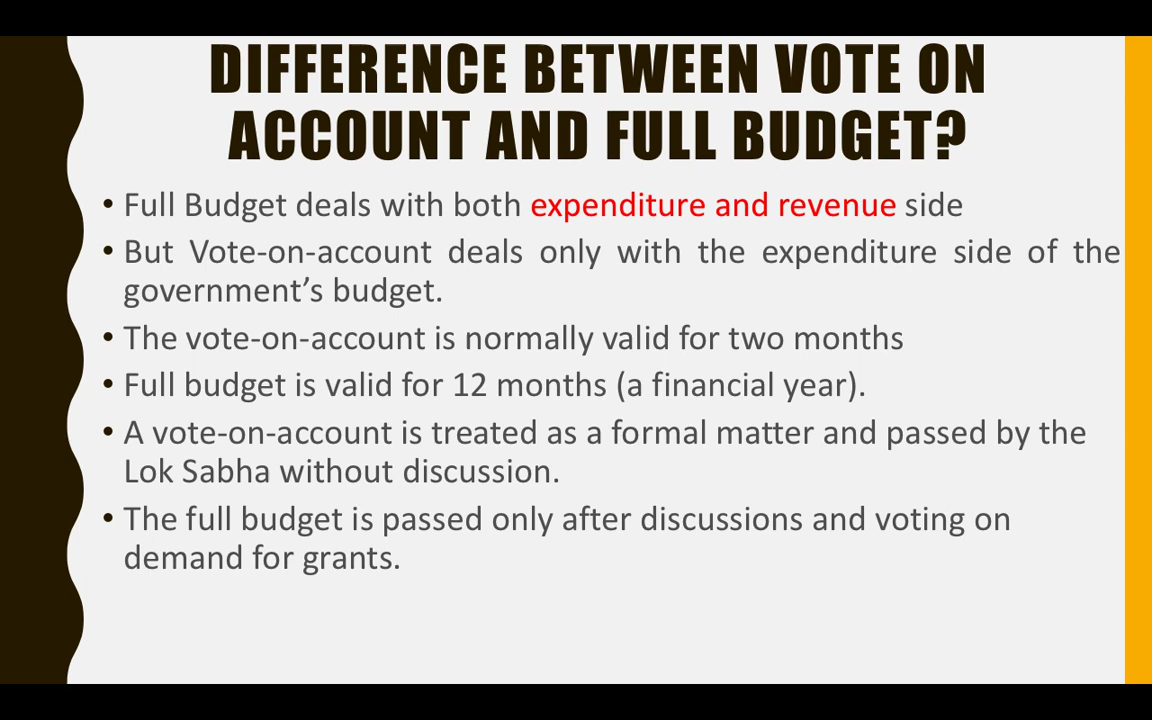 DIFFERENCE BETWEEN VOTE ON
ACCOUNT AND FULL BUDGET?
• Full Budget deals with both expenditure and revenue side
• But Vote-on-account deals only with the expenditure side of the
government’s budget.
• The vote-on-account is normally valid for two months
• Full budget is valid for 12 months (a financial year).
• A vote-on-account is treated as a formal matter and passed by the
Lok Sabha without discussion.
• The full budget is passed only after discussions and voting on
demand for grants.